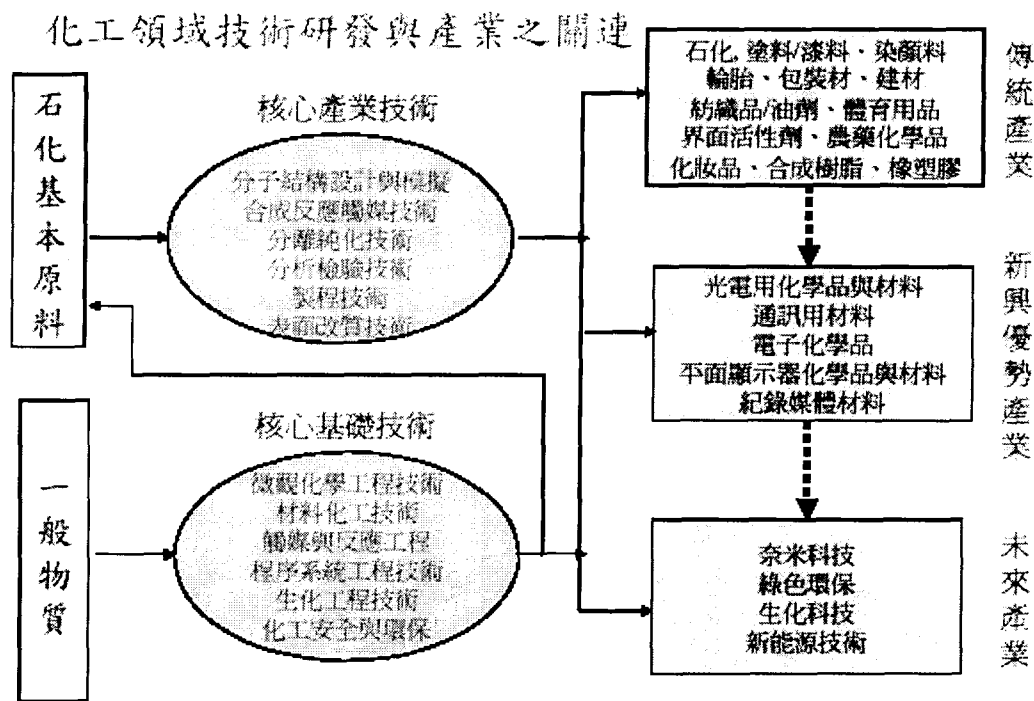 化工領域技術研發與產業之關連
石化基本原料
核心產業技術
分子結構設計與模擬
合成反應觸媒技術
分離純化技術
分析檢驗技術
製程技術
表面改質技術
一般物質
核心基礎技術
微觀化學工程技術
材料化工技術
觸媒與反應工程
程序系統工程技術
生化工程技術
化工安全與環保
石化, 塗料/漆料、染顏料
輪胎、包裝材、建材
紡織品/油劑、體育用品
界面活性劑、農藥化學品
化妝品、合成樹脂、橡塑膠
傳統產業
光電用化學品與材料
通訊用材料
電子化學品
平面顯示器化學品與材料
紀錄媒體材料
新興優勢產業
奈米科技
綠色環保
生化科技
新能源技術
未來產業